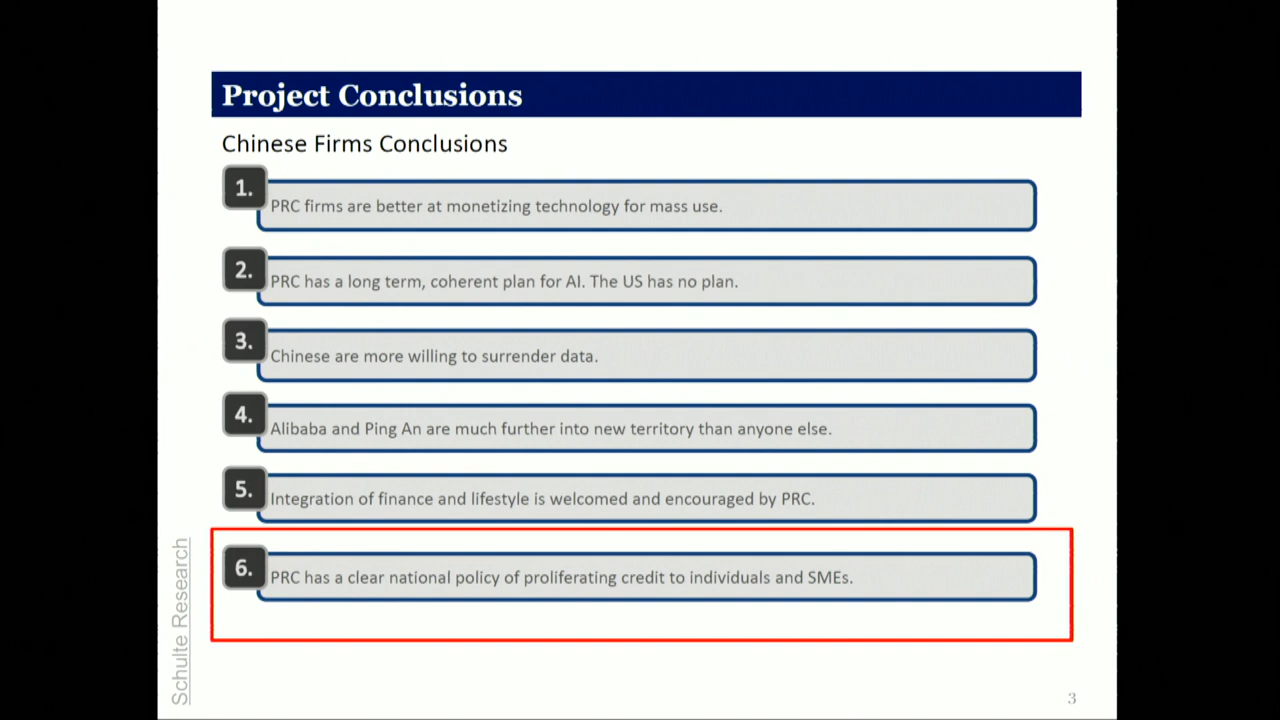 Project Conclusions
Chinese Firms Conclusions
1.
PRC firms are better at monetizing technology for mass use.
2.
PRC has a long term, coherent plan for AI. The US has no plan.
3.
Chinese are more willing to surrender data.
4.
Alibaba and Ping An are much further into new territory than anyone else.
5.
Integration of finance and lifestyle is welcomed and encouraged by PRC.
6.
PRC has a clear national policy of proliferating credit to individuals and SMEs.
Schulte Research
3